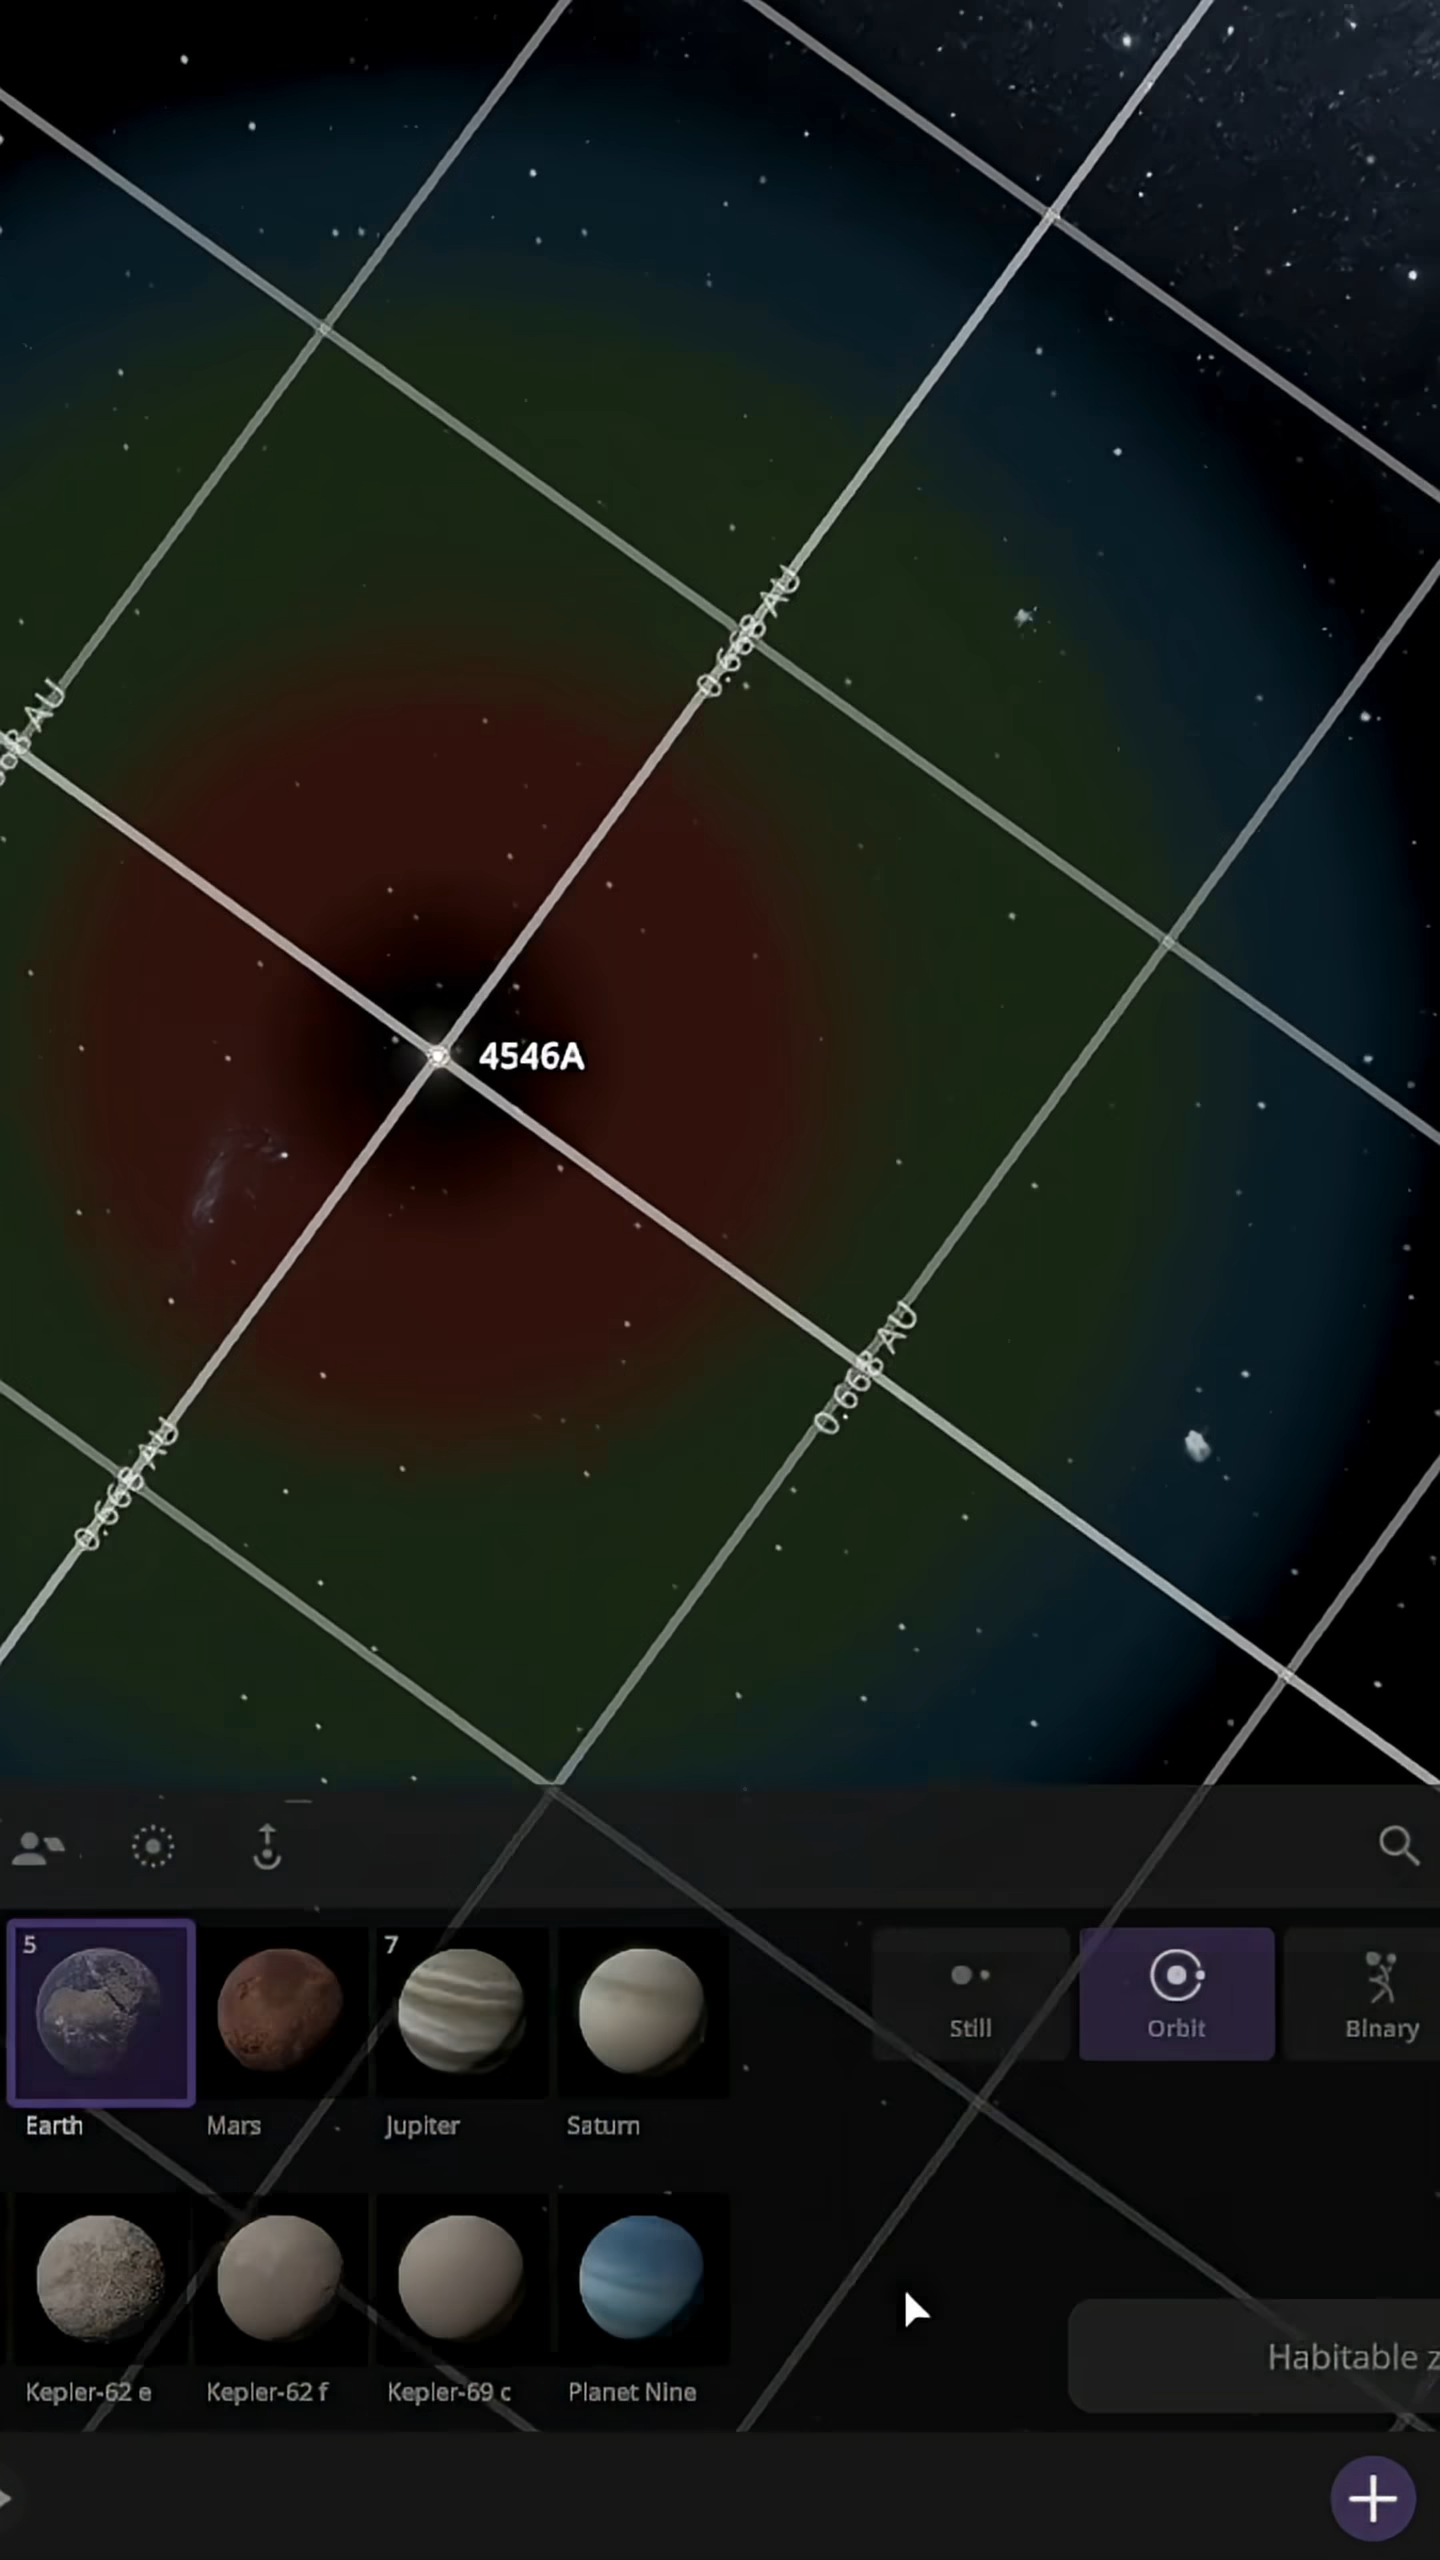 0.668 AU
AU
4546A
0.668 AU
0.668 AU
5
7
Earth
Mars
Jupiter
Saturn
Still
Orbit
Binary
Kepler-62 e
Kepler-62 f
Kepler-69 c
Planet Nine
Habitable z